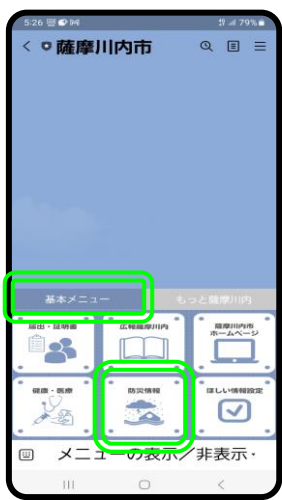 5:26 79%
薩摩川内市
基本メニュー もっと薩摩川内
届出・証明書 広報薩摩川内 薩摩川内市
ホームページ
健康・医療 防災情報 ほしい情報設定
メニューの表示／非表示・